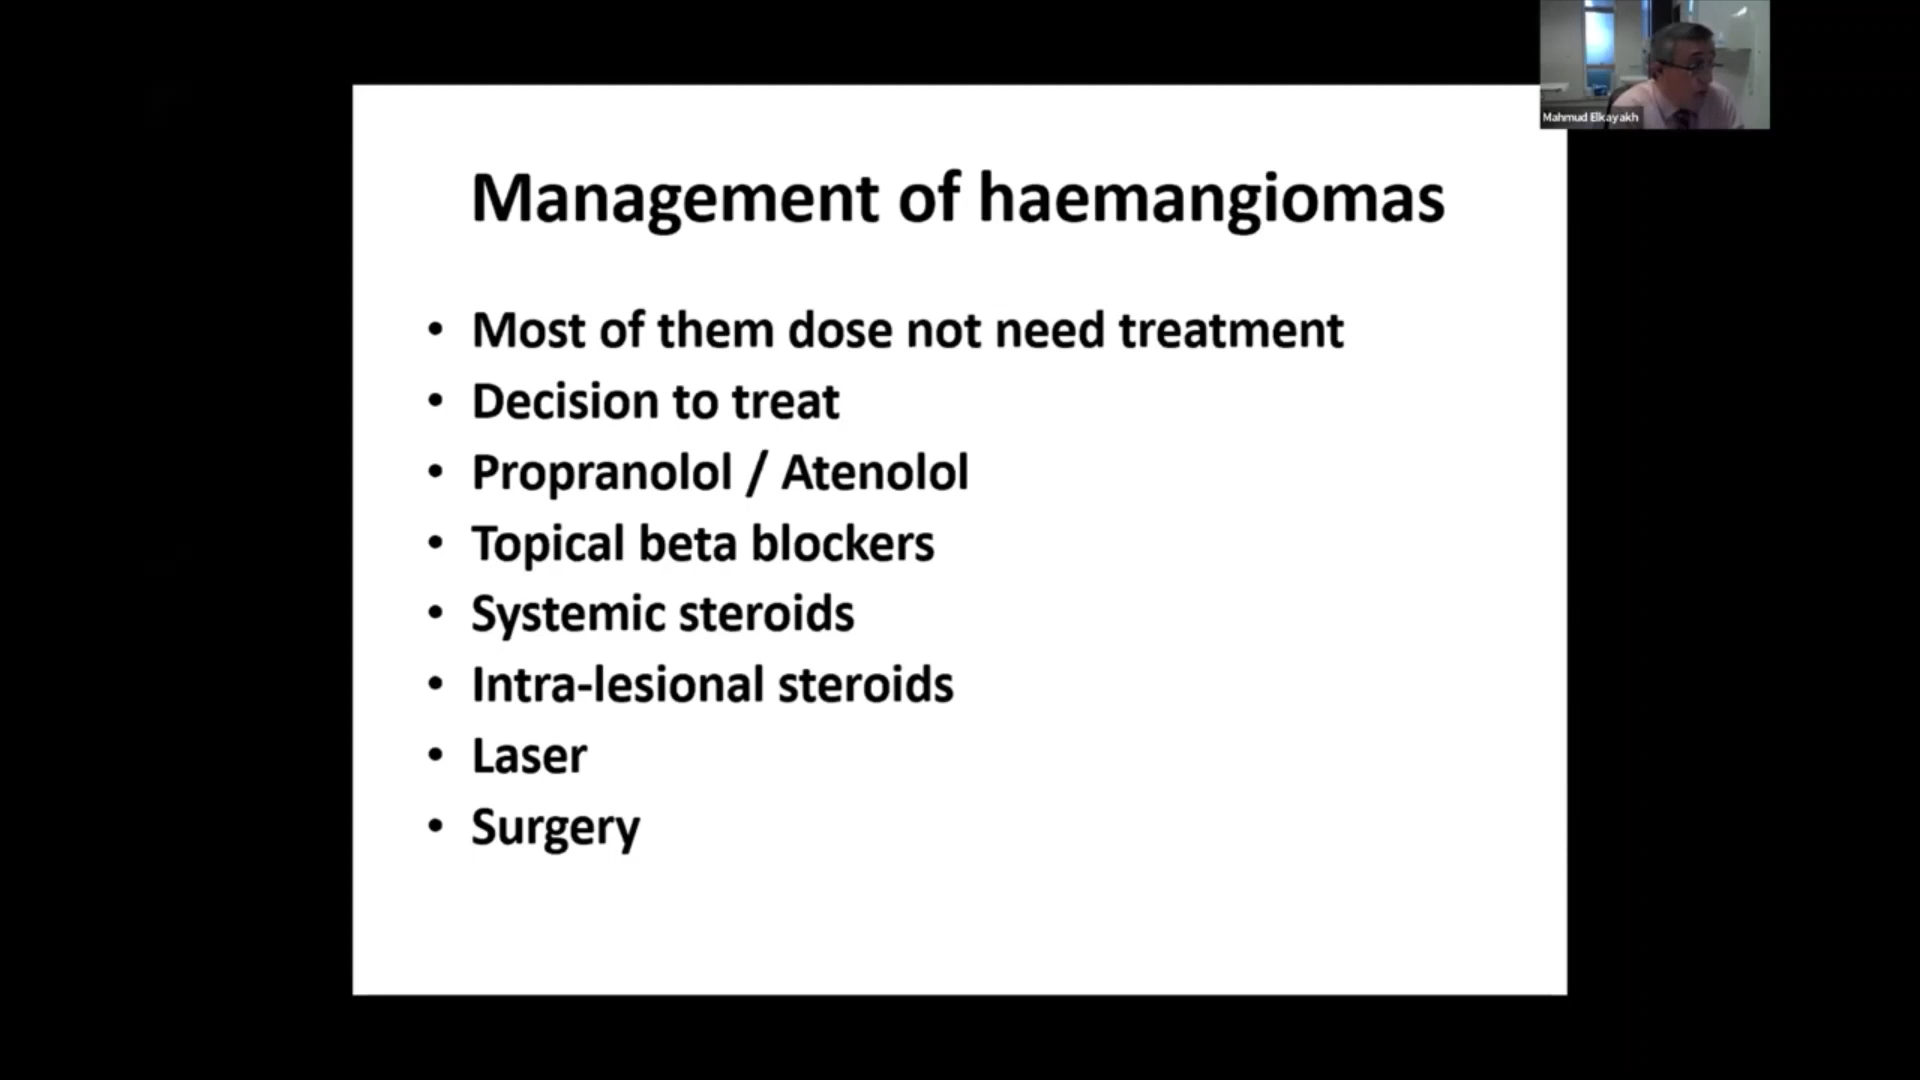 Mahmud Elkayakh
Management of haemangiomas
• Most of them dose not need treatment
• Decision to treat
• Propranolol / Atenolol
• Topical beta blockers
• Systemic steroids
• Intra-lesional steroids
• Laser
• Surgery